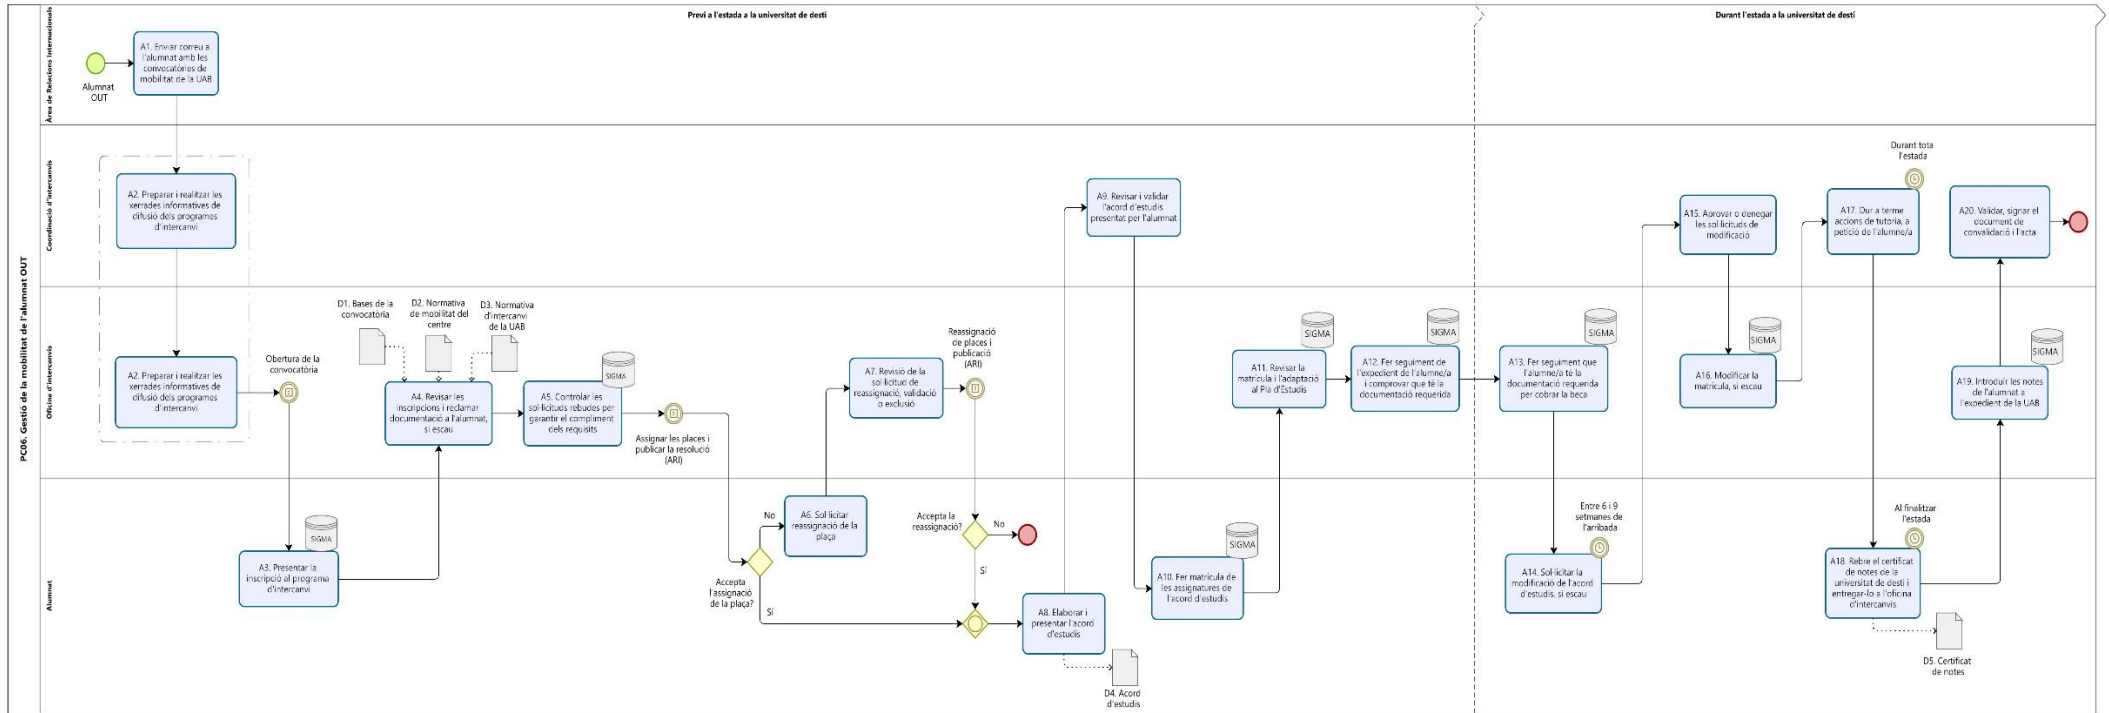 Previ a l'estada a la universitat de destí
Durant l'estada a la universitat de destí
PC06. Gestió de la mobilitat de l'alumnat OUT
Àrea de Relacions Internacionals
Coordinació d'intercanvis
Oficina d'intercanvis
Alumnat
Alumnat
OUT
A1. Enviar correu a
l'alumnat amb les
convocatòries de
mobilitat de la UAB
A2. Preparar i realitzar les
xerrades informatives de
difusió dels programes
d'intercanvi
A2. Preparar i realitzar les
xerrades informatives de
difusió dels programes
d'intercanvi
Obertura de la
convocatòria
A3. Presentar la
inscripció al programa
d'intercanvi
SIGMA
D1. Bases de la
convocatòria
D2. Normativa
de mobilitat del
centre
D3. Normativa
d'intercanvi
de la UAB
A4. Revisar les
inscripcions i reclamar
documentació a l'alumnat,
si escau
A5. Controlar les
sol·licituds rebudes per
garantir el compliment
dels requisits
SIGMA
Assignar les places i
publicar la resolució
(ARI)
Accepta
l'assignació
de la plaça?
No
Sí
A6. Sol·licitar
reassignació de la
plaça
A7. Revisió de la
sol·licitud de
reassignació, validació
o exclusió
Reassignació
de places i
publicació
(ARI)
Accepta la
reassignació?
No
Sí
A8. Elaborar i
presentar l'acord
d'estudis
D4. Acord
d'estudis
A9. Revisar i validar
l'acord d'estudis
presentat per l'alumnat
A10. Fer matrícula de
les assignatures de
l'acord d'estudis
SIGMA
A11. Revisar la
matrícula i l'adaptació
al Pla d'Estudis
SIGMA
A12. Fer seguiment de
l'expedient de l'alumne/a
i comprovar que té la
documentació requerida
SIGMA
A13. Fer seguiment que
l'alumne/a té la
documentació requerida
per cobrar la beca
SIGMA
Entre 6 i 9
setmanes de
l'arribada
A14. Sol·licitar la
modificació de l'acord
d'estudis, si escau
A15. Aprovar o denegar
les sol·licituds de
modificació
A16. Modificar la
matrícula, si escau
SIGMA
Durant tota
l'estada
A17. Dur a terme
accions de tutoria, a
petició de l'alumne/a
Al finalitzar
l'estada
A18. Rebre el certificat
de notes de la
universitat de destí i
entregar-lo a l'oficina
d'intercanvis
D5. Certificat
de notes
A19. Introduir les notes
de l'alumnat a
l'expedient de la UAB
SIGMA
A20. Validar, signar el
document de
convalidació i l'acta